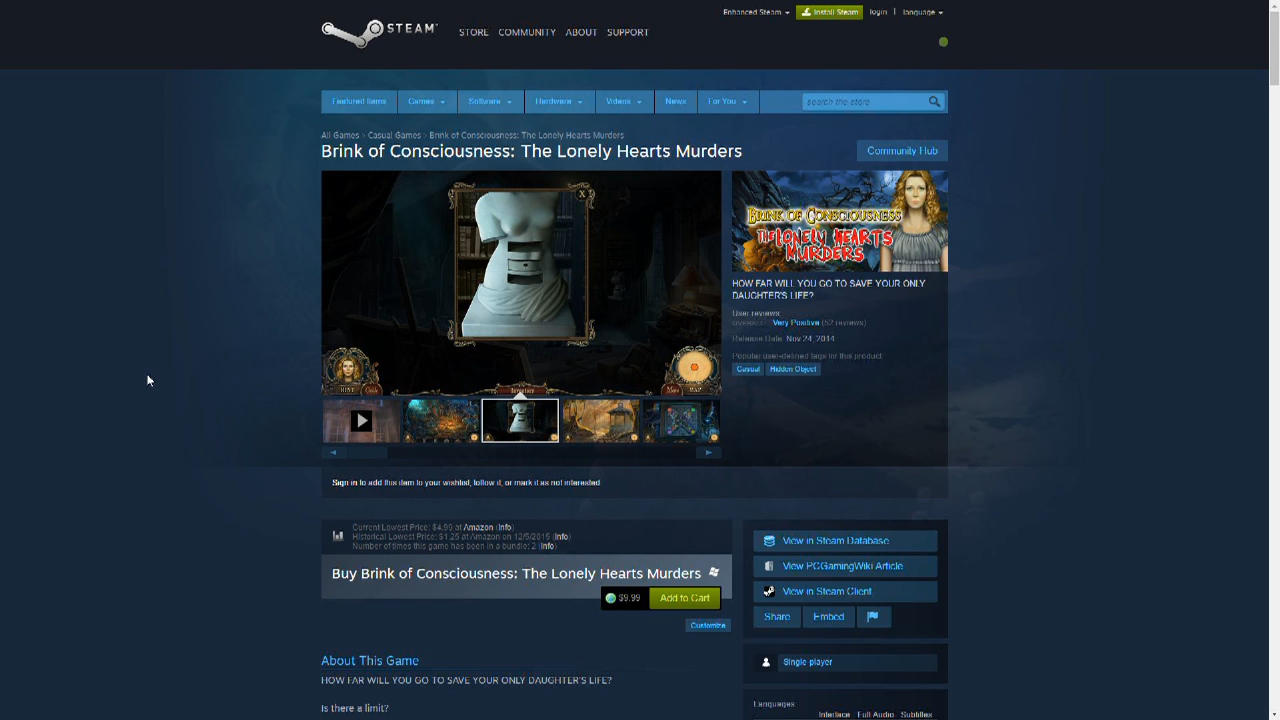 Enhanced Steam
Install Steam
login
language
STEAM
STORE
COMMUNITY
ABOUT
SUPPORT
Featured Items
Games
Software
Hardware
Videos
News
For You
search the store
All Games > Casual Games > Brink of Consciousness: The Lonely Hearts Murders
Brink of Consciousness: The Lonely Hearts Murders
Community Hub
X
HINT
Guide
Inventory
Menu
MAP
BRINK OF CONSCIOUSNESS
THE LONELY HEARTS
MURDERS
HOW FAR WILL YOU GO TO SAVE YOUR ONLY
DAUGHTER'S LIFE?
User reviews:
OVERALL: Very Positive (52 reviews)
Release Date: Nov 24, 2014
Popular user-defined tags for this product:
Casual
Hidden Object
Sign in to add this item to your wishlist, follow it, or mark it as not interested
Current Lowest Price: $4.99 at Amazon (Info)
Historical Lowest Price: $1.25 at Amazon on 12/5/2015 (Info)
Number of times this game has been in a bundle: 2 (Info)
Buy Brink of Consciousness: The Lonely Hearts Murders
$9.99
Add to Cart
Customize
View in Steam Database
View PCGamingWiki Article
View in Steam Client
Share
Embed
About This Game
HOW FAR WILL YOU GO TO SAVE YOUR ONLY DAUGHTER'S LIFE?
Is there a limit?
Single-player
Languages:
Interface Full Audio Subtitles